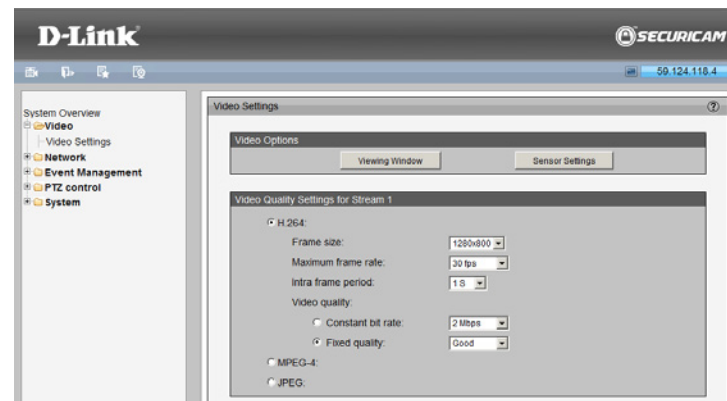 D-Link
SECURICAM
59.124.118.4
System Overview
Video
Video Settings
Network
Event Management
PTZ control
System
Video Settings
?
Video Options
Viewing Window
Sensor Settings
Video Quality Settings for Stream 1
H.264:
Frame size: 1280x800
Maximum frame rate: 30 fps
Intra frame period: 1 S
Video quality:
Constant bit rate: 2 Mbps
Fixed quality: Good
MPEG-4:
JPEG: